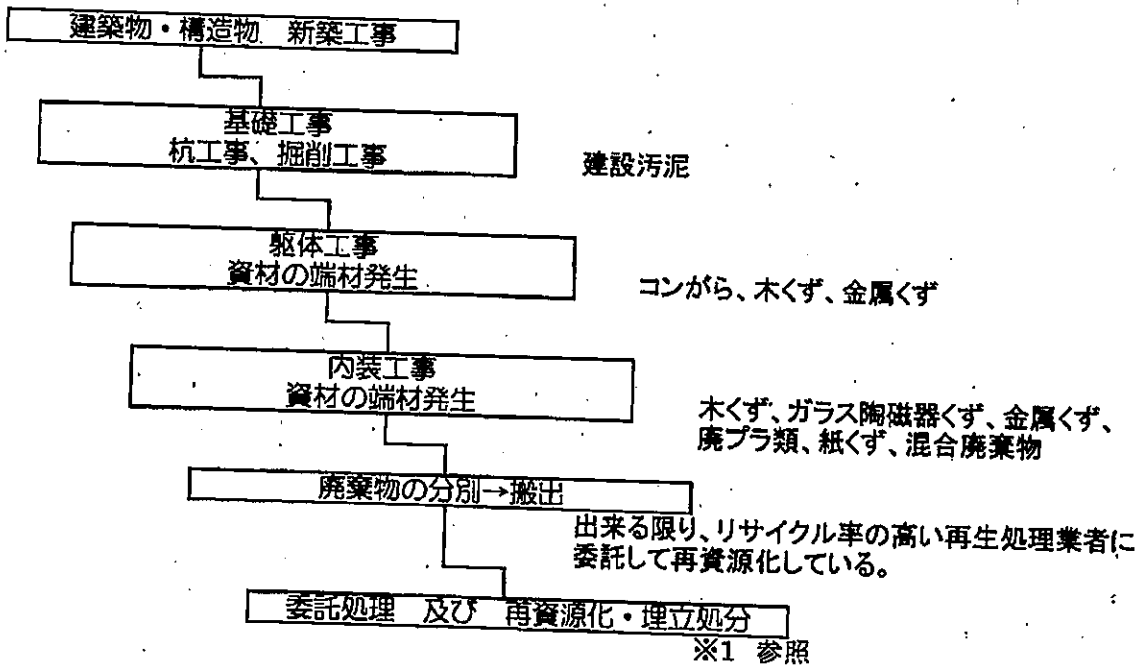 建築物・構造物 新築工事
基礎工事
杭工事、掘削工事
建設汚泥
躯体工事
資材の端材発生
コンがら、木くず、金属くず
内装工事
資材の端材発生
木くず、ガラス陶磁器くず、金属くず、
廃プラ類、紙くず、混合廃棄物
廃棄物の分別→搬出
出来る限り、リサイクル率の高い再生処理業者に
委託して再資源化している。
委託処理 及び 再資源化・埋立処分
※1 参照